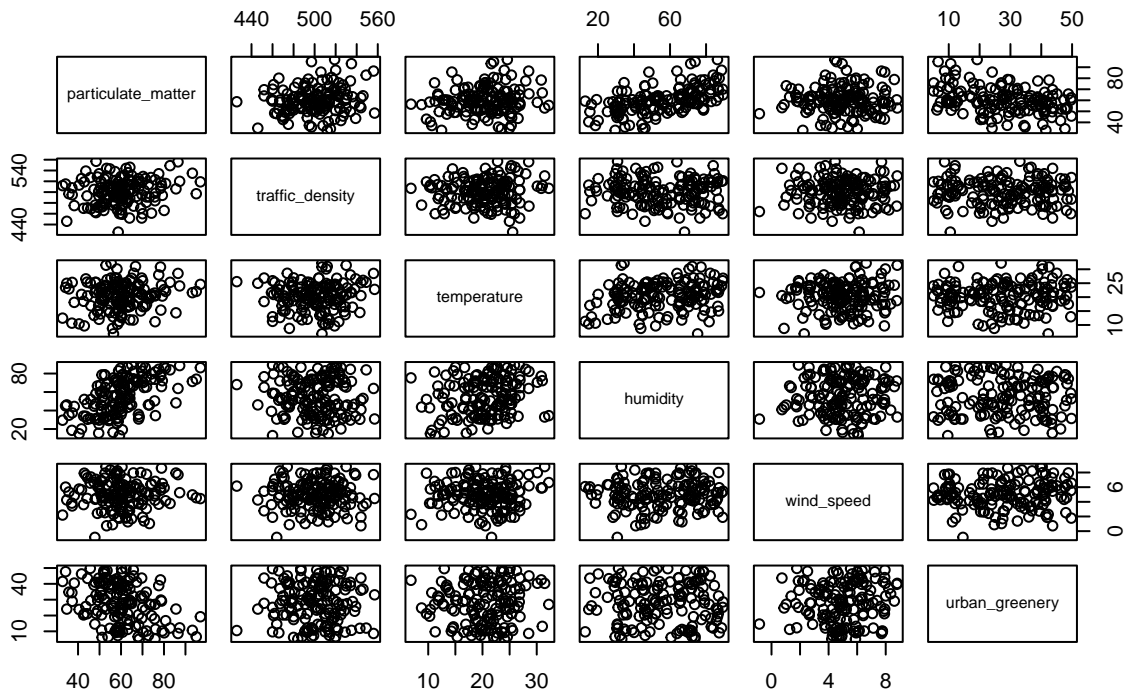 440 500 560 20 60 10 30 50
particulate_matter 40 80
440 540 traffic_density
temperature 10 25
20 80 humidity
wind_speed 0 6
10 40 urban_greenery
40 60 80 10 20 30 0 4 8